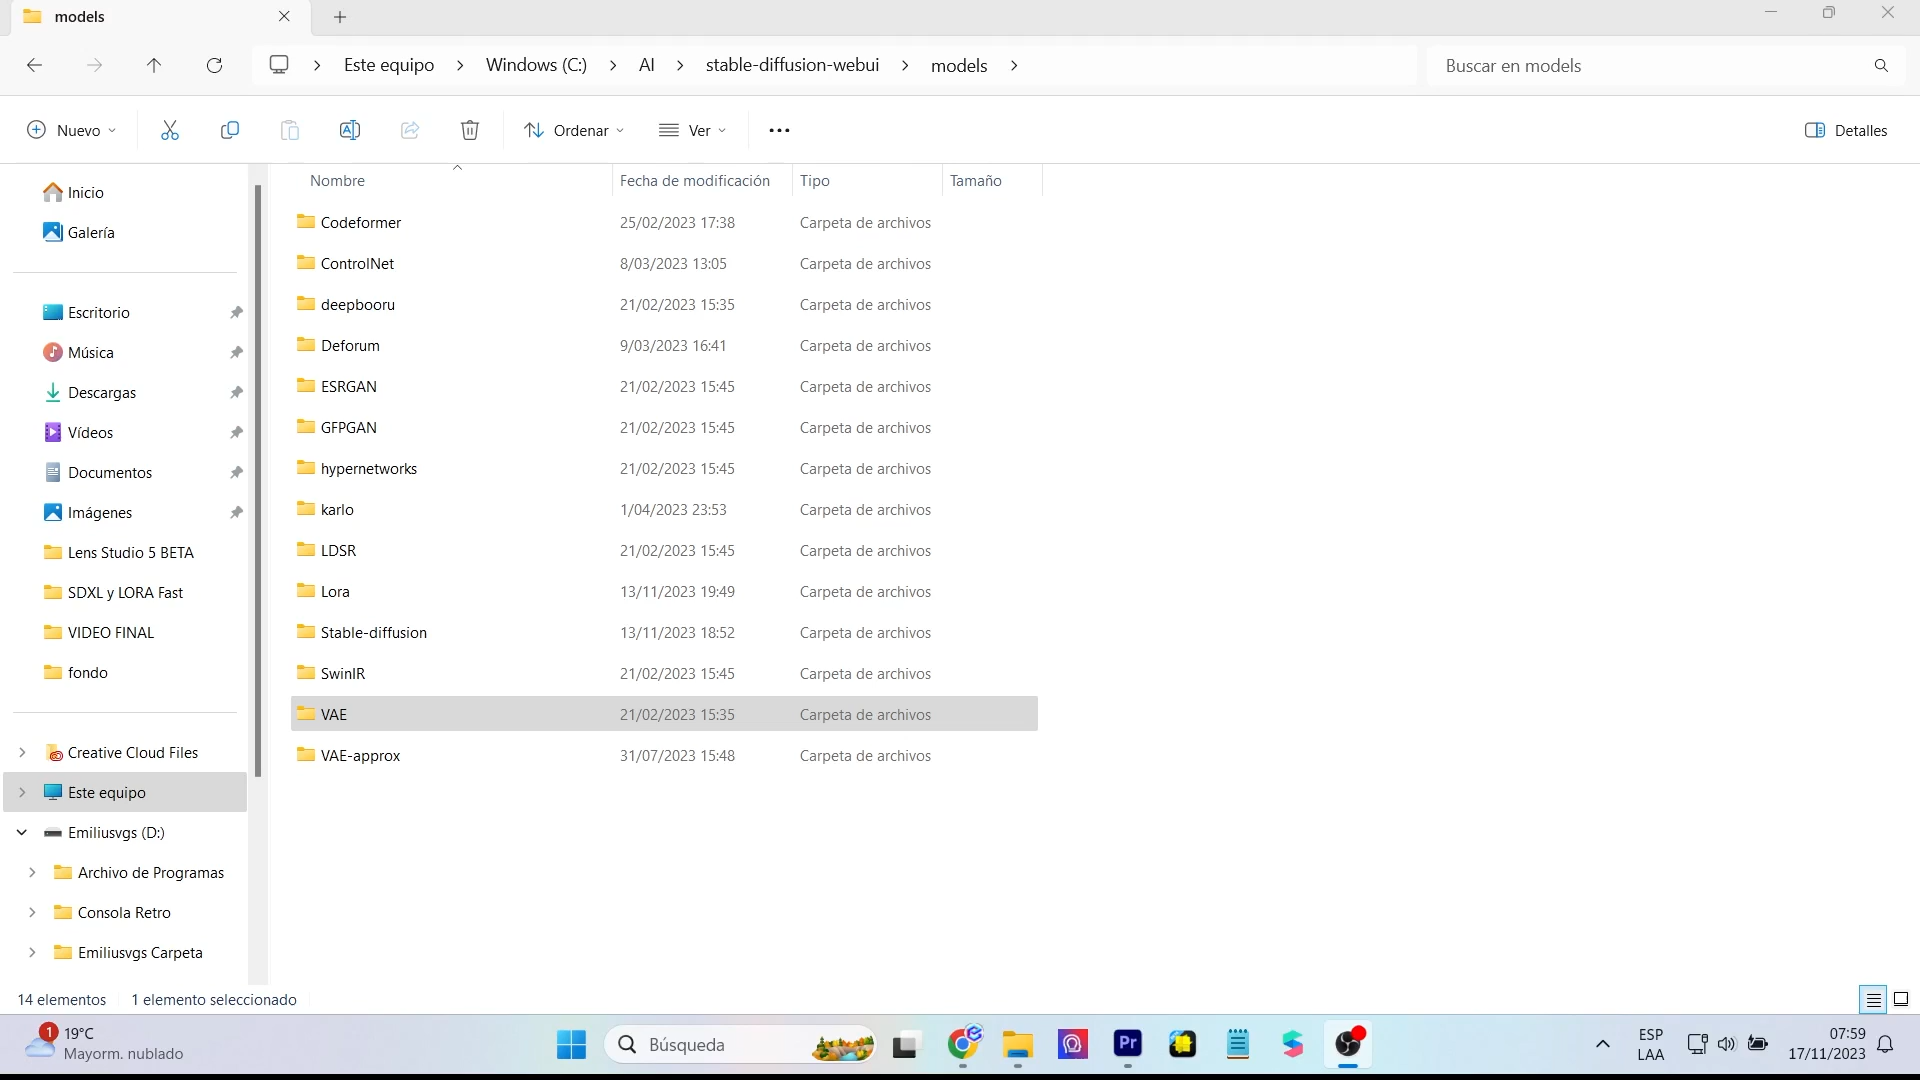 models
Este equipo
Windows (C:)
AI
stable-diffusion-webui
models
Buscar en models
Nuevo
Ordenar
Ver
Detalles
Nombre
Fecha de modificación
Tipo
Tamaño
Codeformer 25/02/2023 17:38 Carpeta de archivos
ControlNet 8/03/2023 13:05 Carpeta de archivos
deepbooru 21/02/2023 15:35 Carpeta de archivos
Deforum 9/03/2023 16:41 Carpeta de archivos
ESRGAN 21/02/2023 15:45 Carpeta de archivos
GFPGAN 21/02/2023 15:45 Carpeta de archivos
hypernetworks 21/02/2023 15:45 Carpeta de archivos
karlo 1/04/2023 23:53 Carpeta de archivos
LDSR 21/02/2023 15:45 Carpeta de archivos
Lora 13/11/2023 19:49 Carpeta de archivos
Stable-diffusion 13/11/2023 18:52 Carpeta de archivos
SwinIR 21/02/2023 15:45 Carpeta de archivos
VAE 21/02/2023 15:35 Carpeta de archivos
VAE-approx 31/07/2023 15:48 Carpeta de archivos
Inicio
Galería
Escritorio
Música
Descargas
Vídeos
Documentos
Imágenes
Lens Studio 5 BETA
SDXL y LORA Fast
VIDEO FINAL
fondo
Creative Cloud Files
Este equipo
Emiliusvgs (D:)
Archivo de Programas
Consola Retro
Emiliusvgs Carpeta
14 elementos
1 elemento seleccionado
1
19°C
Mayorm. nublado
Búsqueda
Pr
ESP
LAA
07:59
17/11/2023